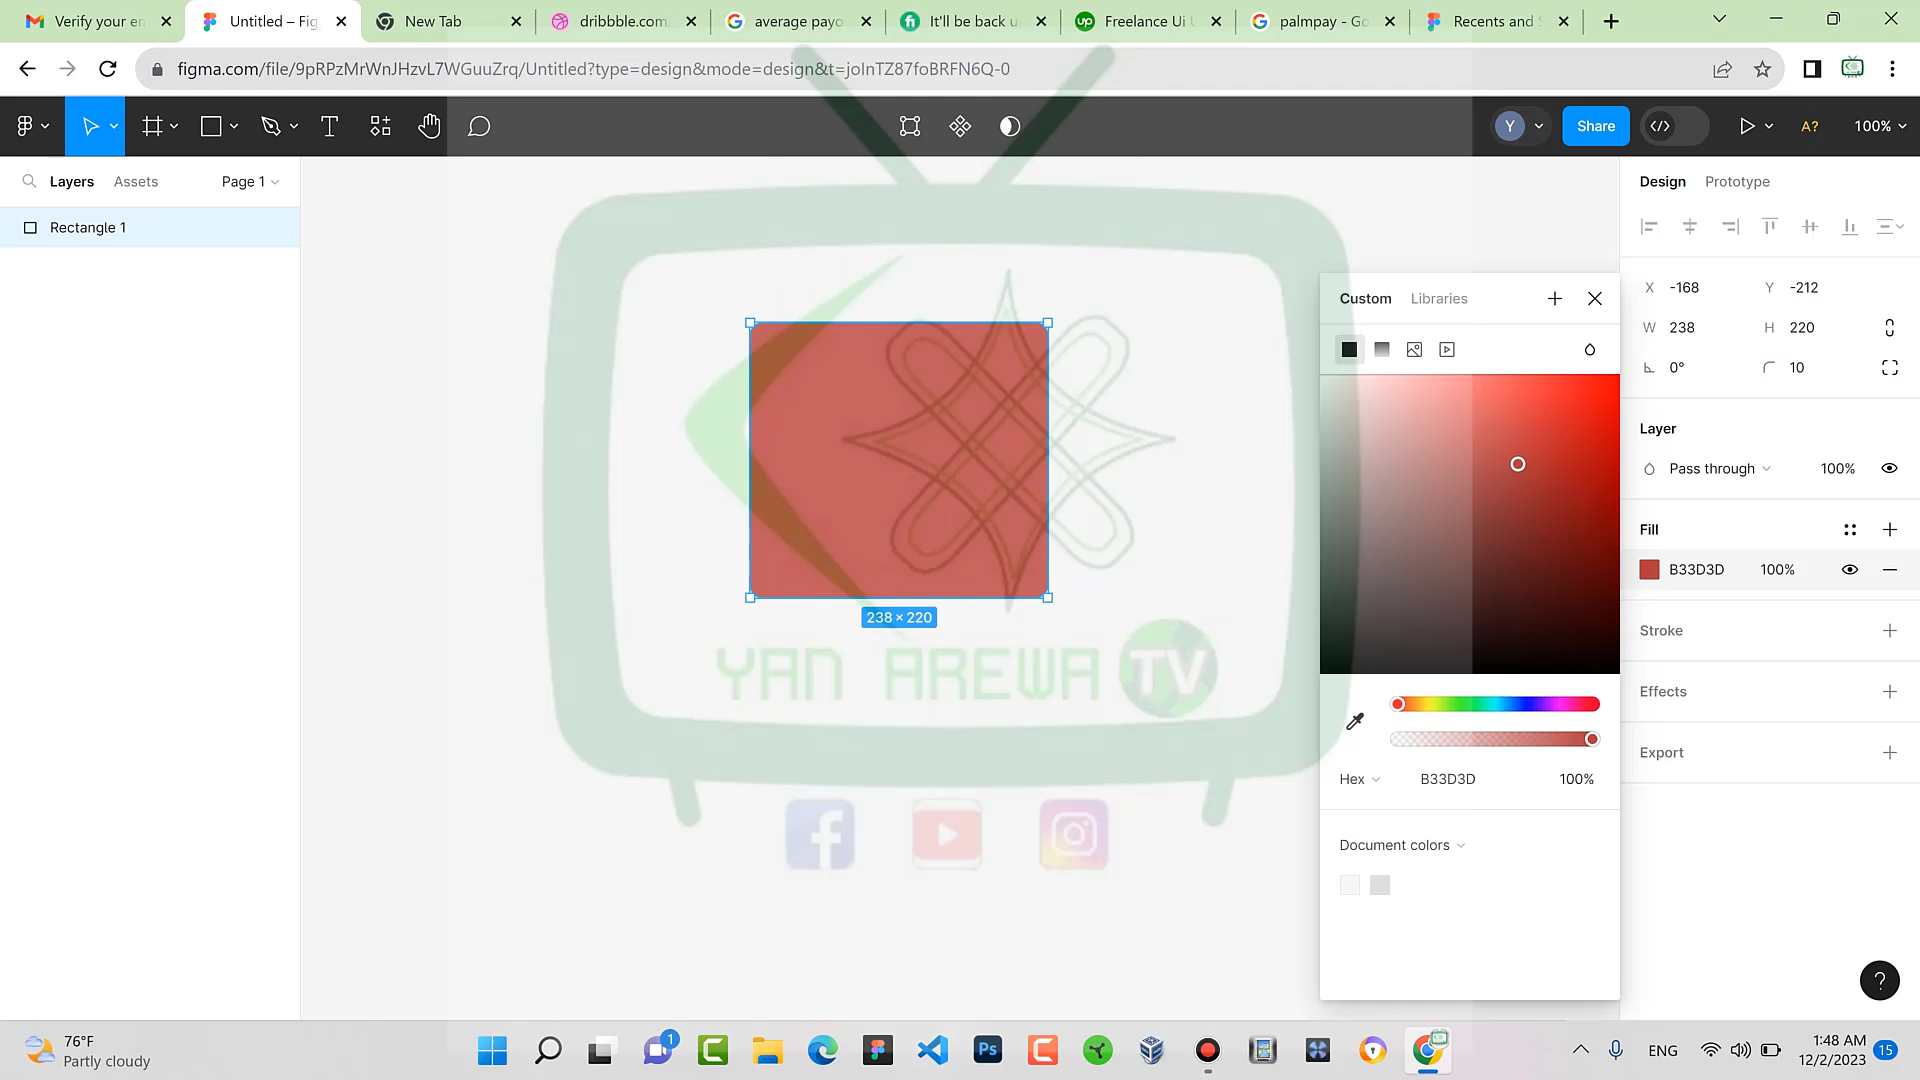 Verify your en
Untitled – Fig
New Tab
dribbble.com
average payo
It'll be back u
Freelance Ui
palmpay - Go
Recents and S
figma.com/file/9pRPzMrWnJHzvL7WGuuZrq/Untitled?type=design&mode=design&t=joInTZ87foBRFN6Q-0
Y
Share
A?
100%
Layers
Assets
Page 1
Design
Prototype
Rectangle 1
X -168
Y -212
W 238
H 220
0°
10
Custom
Libraries
Layer
Pass through
100%
Fill
B33D3D
100%
238 × 220
Stroke
YAN AREWA TV
Effects
Export
Hex
B33D3D
100%
Document colors
?
76°F
Partly cloudy
1
Ps
ENG
1:48 AM
12/2/2023
15